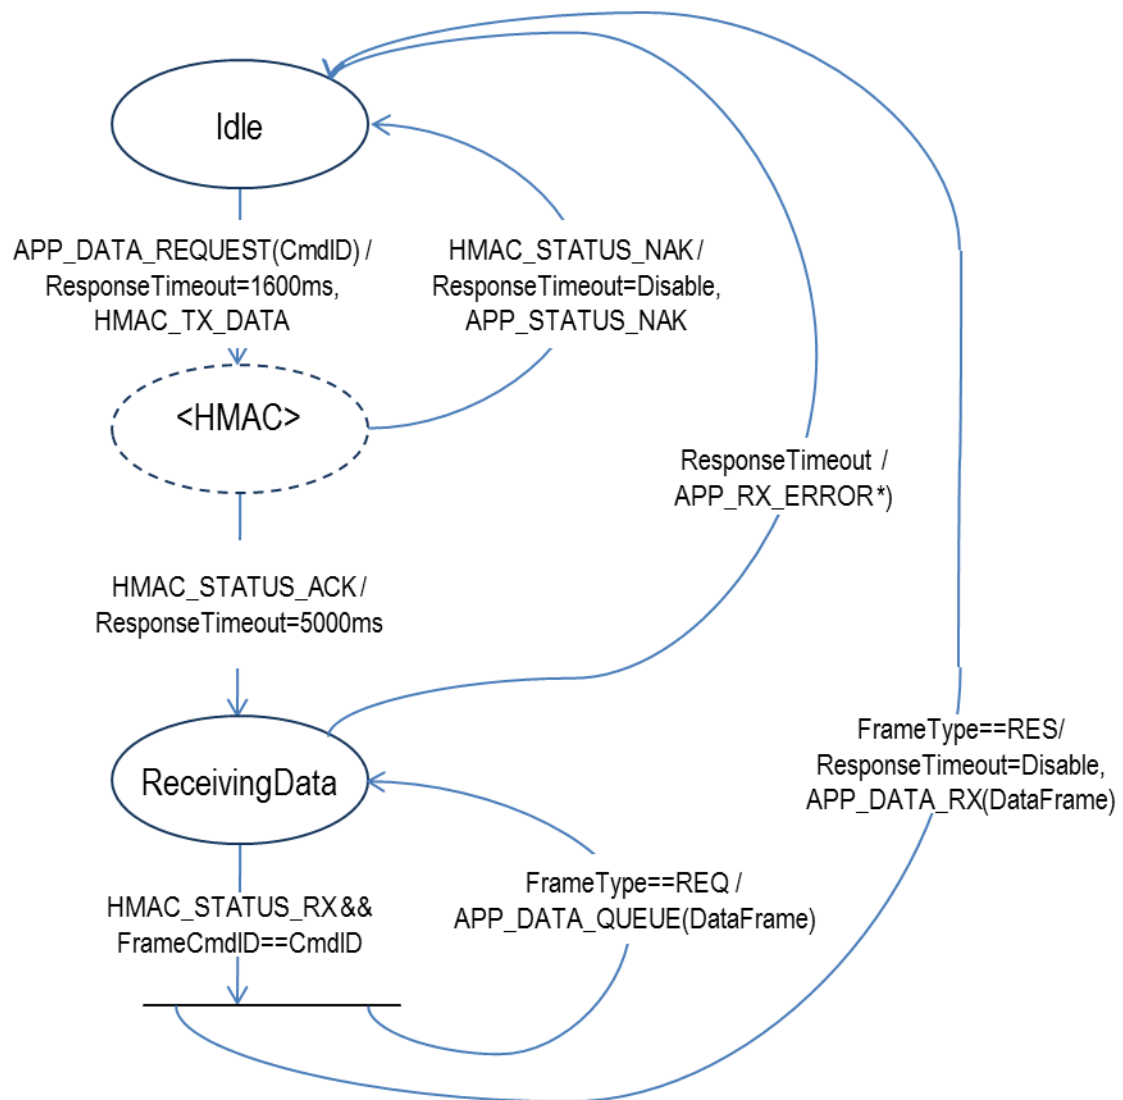 Idle
APP_DATA_REQUEST(CmdID) /
ResponseTimeout=1600ms,
HMAC_TX_DATA
HMAC_STATUS_NAK /
ResponseTimeout=Disable,
APP_STATUS_NAK
<HMAC>
ResponseTimeout /
APP_RX_ERROR *)
HMAC_STATUS_ACK /
ResponseTimeout=5000ms
FrameType==RES/
ResponseTimeout=Disable,
APP_DATA_RX(DataFrame)
ReceivingData
FrameType==REQ /
APP_DATA_QUEUE(DataFrame)
HMAC_STATUS_RX &&
FrameCmdID==CmdID